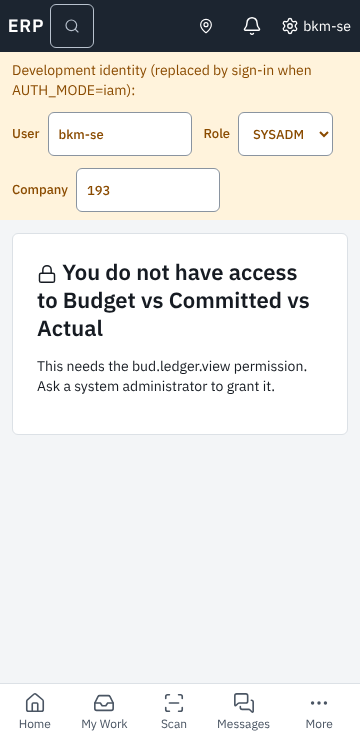 ERP
bkm-se
Development identity (replaced by sign-in when
AUTH_MODE=iam):
User
bkm-se
Role
SYSADM
Company
193
You do not have access
to Budget vs Committed vs
Actual
This needs the bud.ledger.view permission.
Ask a system administrator to grant it.
Home
My Work
Scan
Messages
More